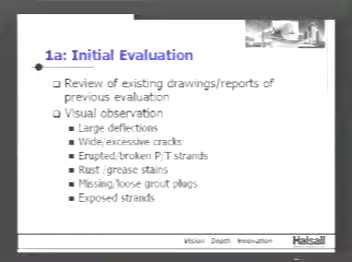 1a: Initial Evaluation
Review of existing drawings/reports of
previous evaluation
Visual observation
Large deflections
Wide/excessive cracks
Erupted/broken P/T strands
Rust /grease stains
Missing/loose grout plugs
Exposed strands
Vision Depth Innovation
Halsall